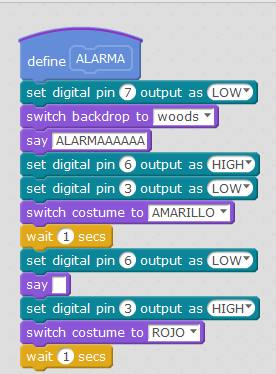 define ALARMA
set digital pin 7 output as LOW
switch backdrop to woods
say ALARMAAAAAA
set digital pin 6 output as HIGH
set digital pin 3 output as LOW
switch costume to AMARILLO
wait 1 secs
set digital pin 6 output as LOW
say
set digital pin 3 output as HIGH
switch costume to ROJO
wait 1 secs